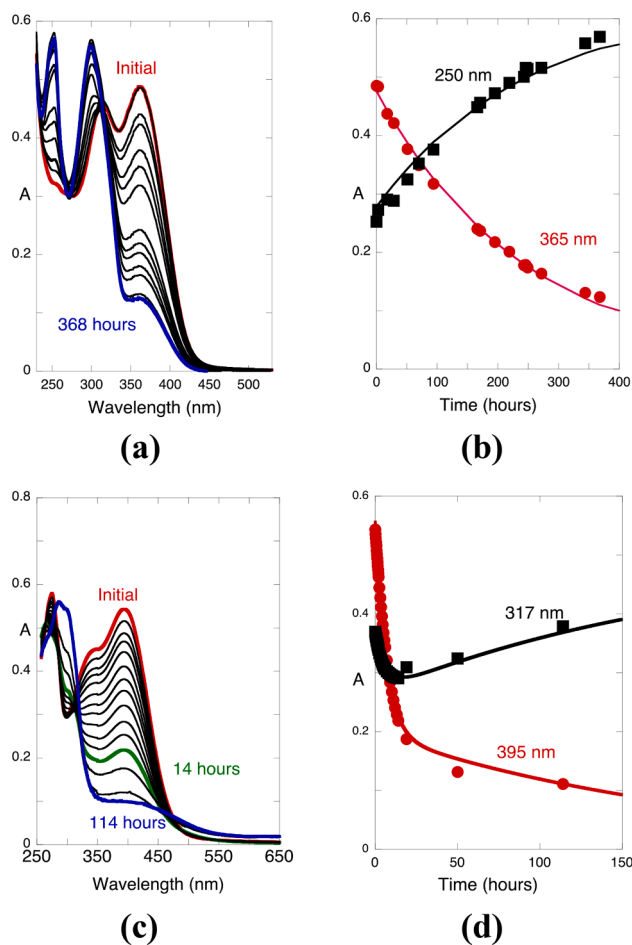 Initial
0.6
0.4
A
0.2
368 hours
0
250 300 350 400 450 500
Wavelength (nm)
(a)
0.6
250 nm
0.4
A
365 nm
0.2
0
0 100 200 300 400
Time (hours)
(b)
0.8
0.6
Initial
A
0.4
0.2
14 hours
114 hours
0
250 350 450 550 650
Wavelength (nm)
(c)
0.6
317 nm
0.4
A
0.2
395 nm
0
0 50 100 150
Time (hours)
(d)